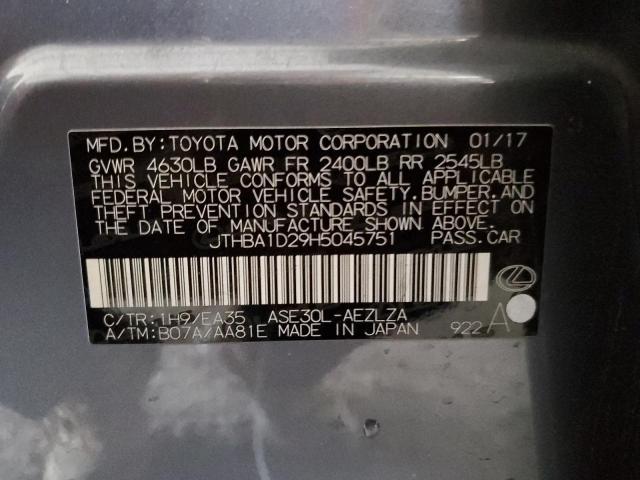 MFD.BY:TOYOTA MOTOR CORPORATION 01/17
GVWR 4630LB GAWR FR 2400LB RR 2545LB
THIS VEHICLE CONFORMS TO ALL APPLICABLE
FEDERAL MOTOR VEHICLE SAFETY,BUMPER,AND
THEFT PREVENTION STANDARDS IN EFFECT ON
THE DATE OF MANUFACTURE SHOWN ABOVE.
JTHBA1D29H5045751 PASS.CAR
C/TR:1H9/EA35 ASE30L-AEZLZA
A/TM:B07A/AA81E MADE IN JAPAN 922 A